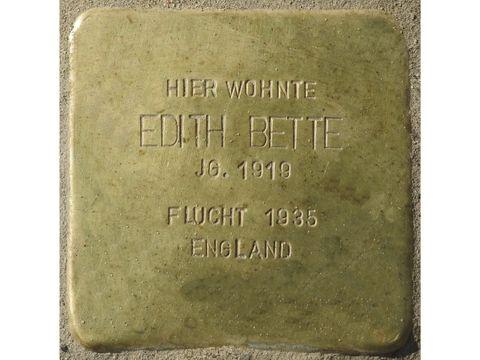 HIER WOHNTE
EDITH BETTE
JG. 1919
FLUCHT 1935
ENGLAND